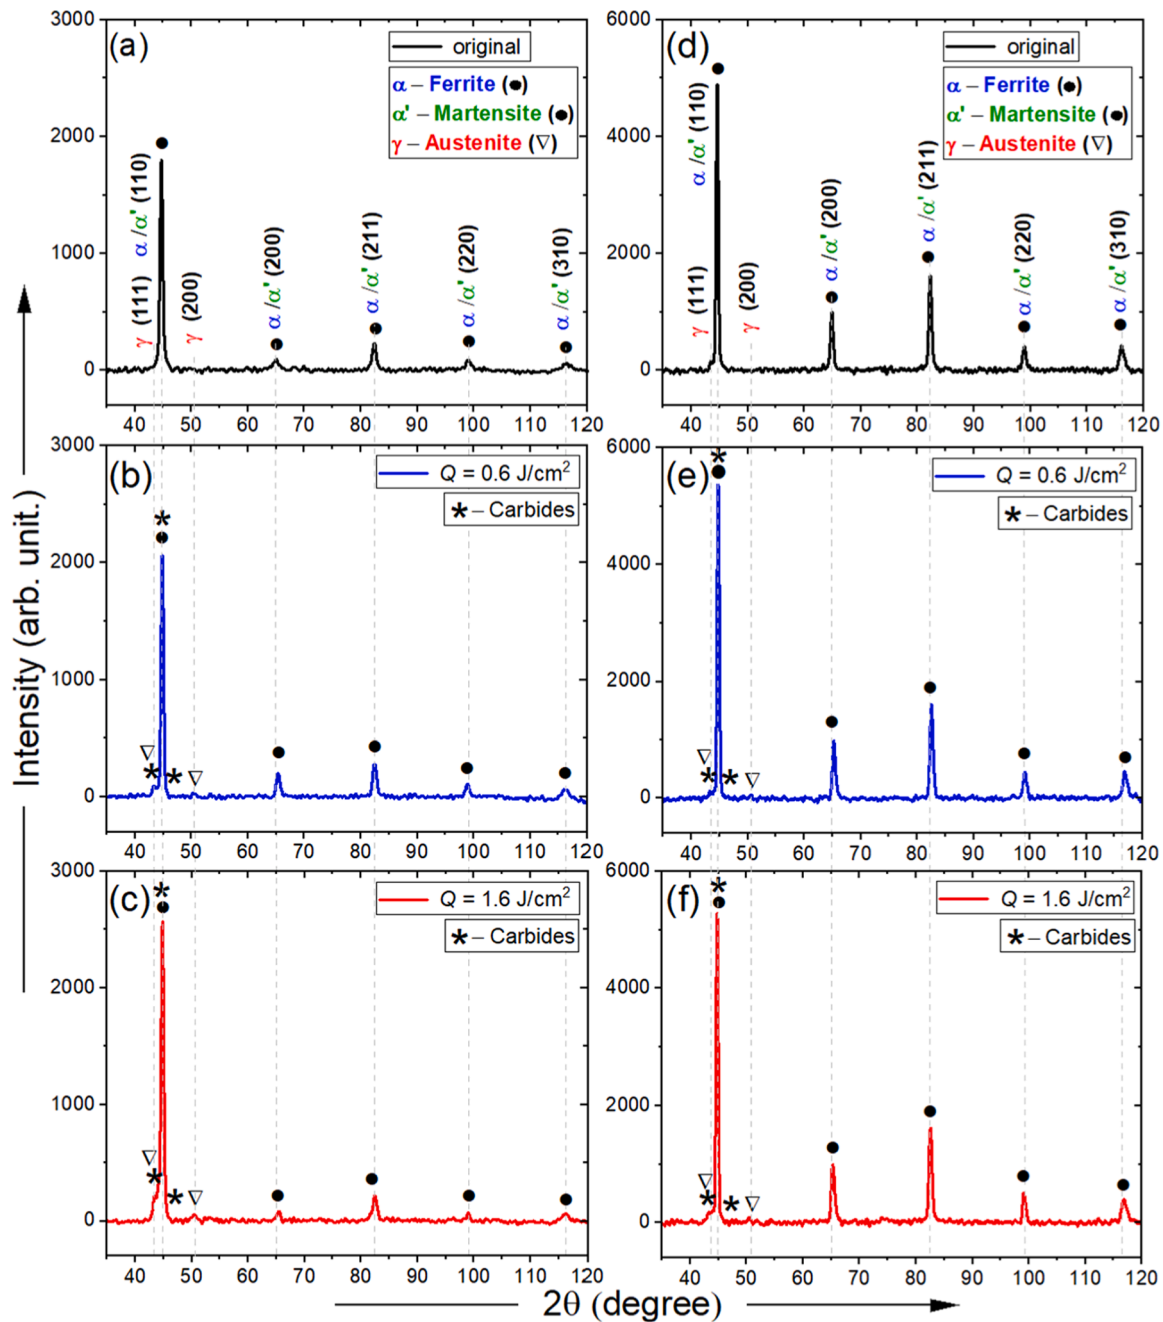 (a)
original
α – Ferrite (●)
α' – Martensite (●)
γ – Austenite (▽)
3000
2000
1000
0
γ (111)
α/α' (110)
γ (200)
α/α' (200)
α/α' (211)
α/α' (220)
α/α' (310)
40 50 60 70 80 90 100 110 120
(d)
original
α – Ferrite (●)
α' – Martensite (●)
γ – Austenite (▽)
6000
4000
2000
0
γ (111)
α/α' (110)
γ (200)
α/α' (200)
α/α' (211)
α/α' (220)
α/α' (310)
40 50 60 70 80 90 100 110 120
(b)
Q = 0.6 J/cm²
* – Carbides
3000
2000
1000
0
40 50 60 70 80 90 100 110 120
(e)
Q = 0.6 J/cm²
* – Carbides
6000
4000
2000
0
40 50 60 70 80 90 100 110 120
(c)
Q = 1.6 J/cm²
* – Carbides
3000
2000
1000
0
40 50 60 70 80 90 100 110 120
(f)
Q = 1.6 J/cm²
* – Carbides
6000
4000
2000
0
40 50 60 70 80 90 100 110 120
Intensity (arb. unit.)
2θ (degree)